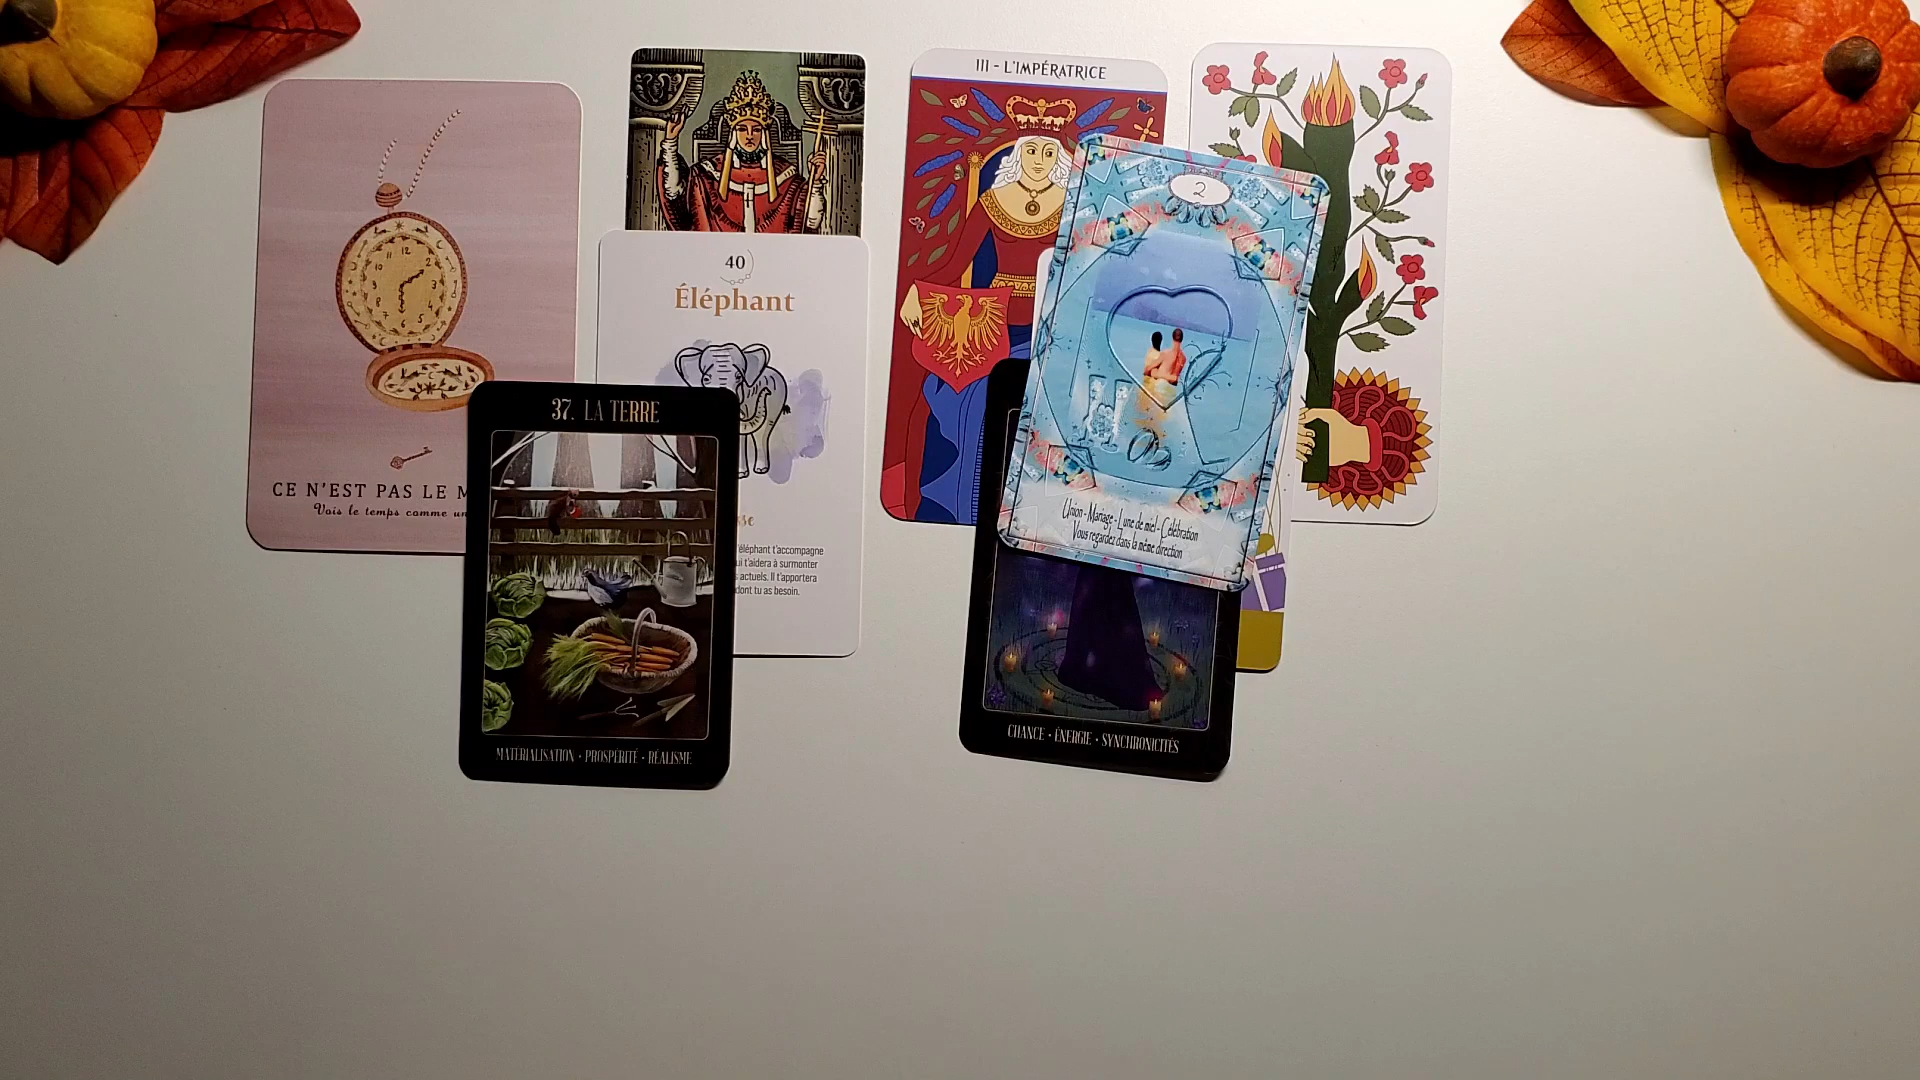 CE N'EST PAS LE
Vois le temps comme
40
Éléphant
l'éléphant t'accompagne
t'aidera à surmonter
actuels. Il t'apportera
dont tu as besoin.
37. LA TERRE
MATÉRIALISATION • PROSPÉRITÉ • RÉALISME
III - L'IMPÉRATRICE
2
Union - Mariage - Lune de miel - Célébration
Vous regardez dans la même direction
CHANCE • ÉNERGIE • SYNCHRONICITÉS